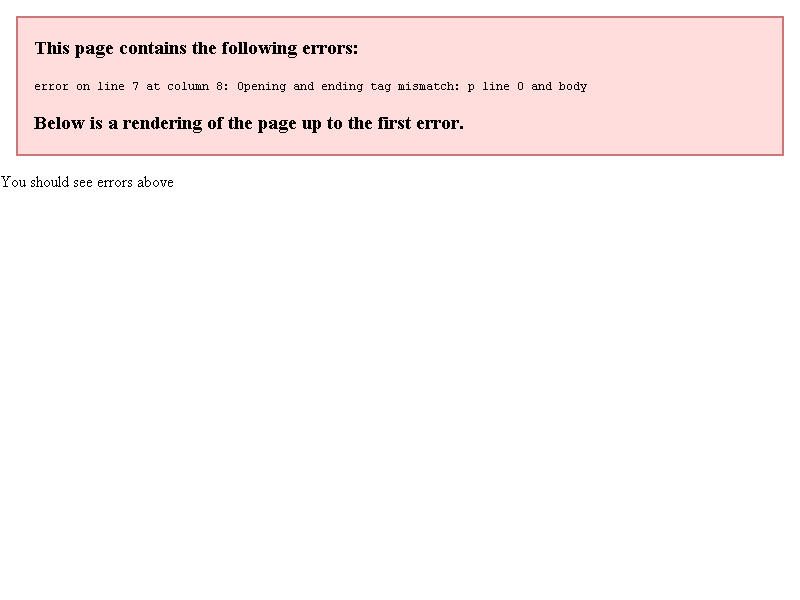 This page contains the following errors:
error on line 7 at column 8: Opening and ending tag mismatch: p line 0 and body
Below is a rendering of the page up to the first error.
You should see errors above